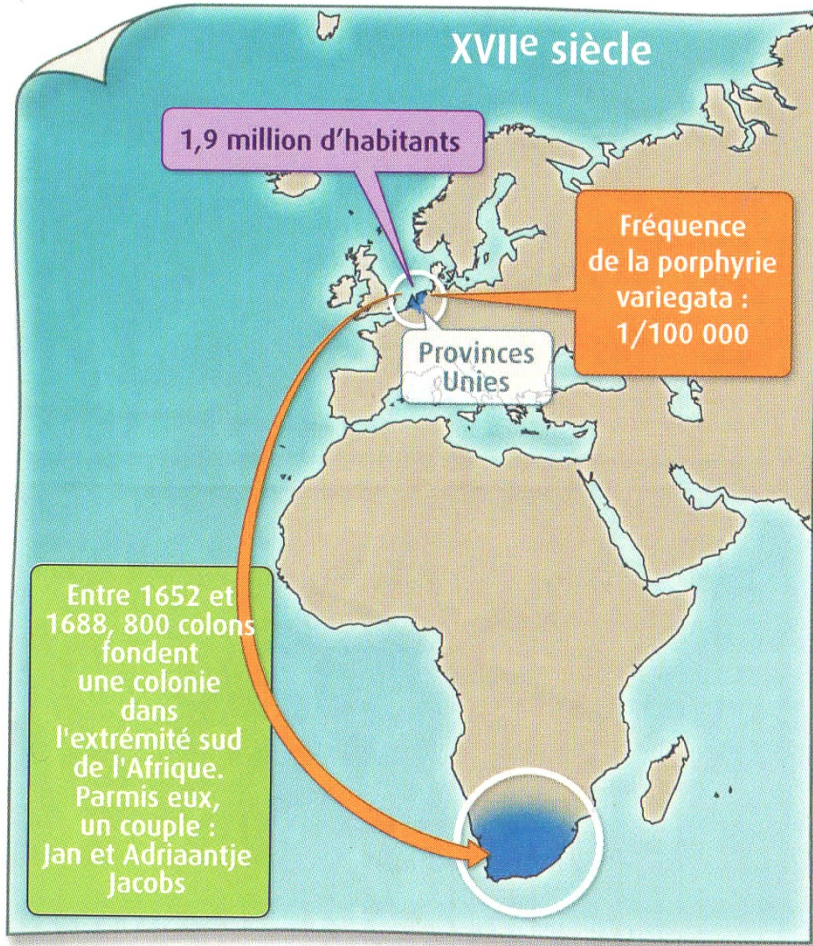 XVIIe siècle
1,9 million d'habitants
Fréquence
de la porphyrie
variegata :
1/100 000
Provinces
Unies
Entre 1652 et
1688, 800 colons
fondent
une colonie
dans
l'extrémité sud
de l'Afrique.
Parmis eux,
un couple :
Jan et Adriaantje
Jacobs